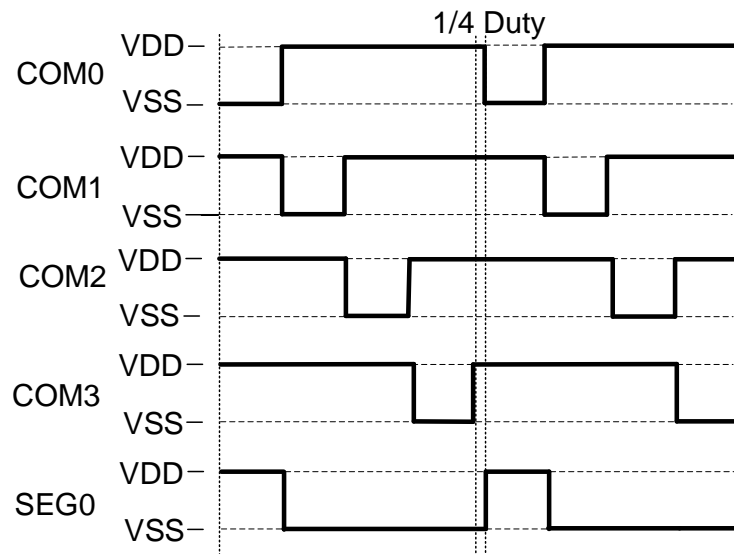 1/4 Duty
VDD
COM0
VSS
VDD
COM1
VSS
VDD
COM2
VSS
VDD
COM3
VSS
VDD
SEG0
VSS